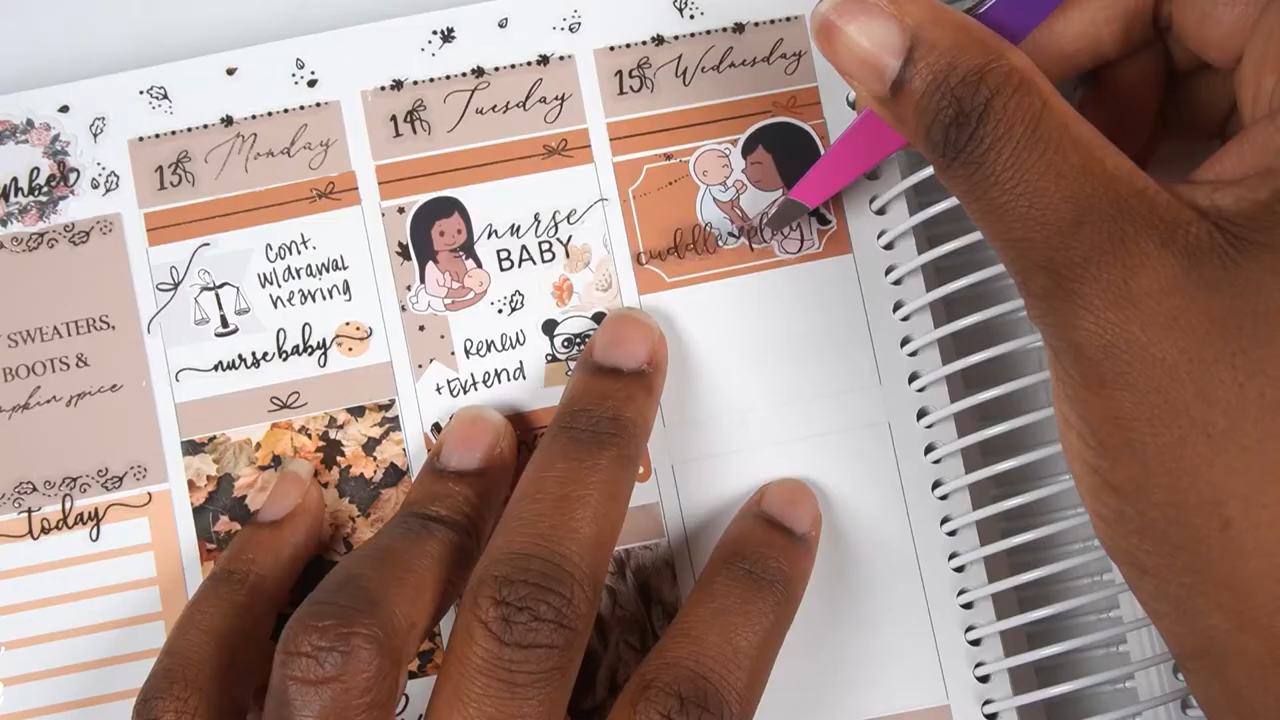 mber
SWEATERS,
BOOTS &
pumpkin spice
today
13
Monday
Cont.
w/drawal
hearing
nurse baby
14
Tuesday
nurse
BABY
Renew
+Extend
15
Wednesday
cuddle + play